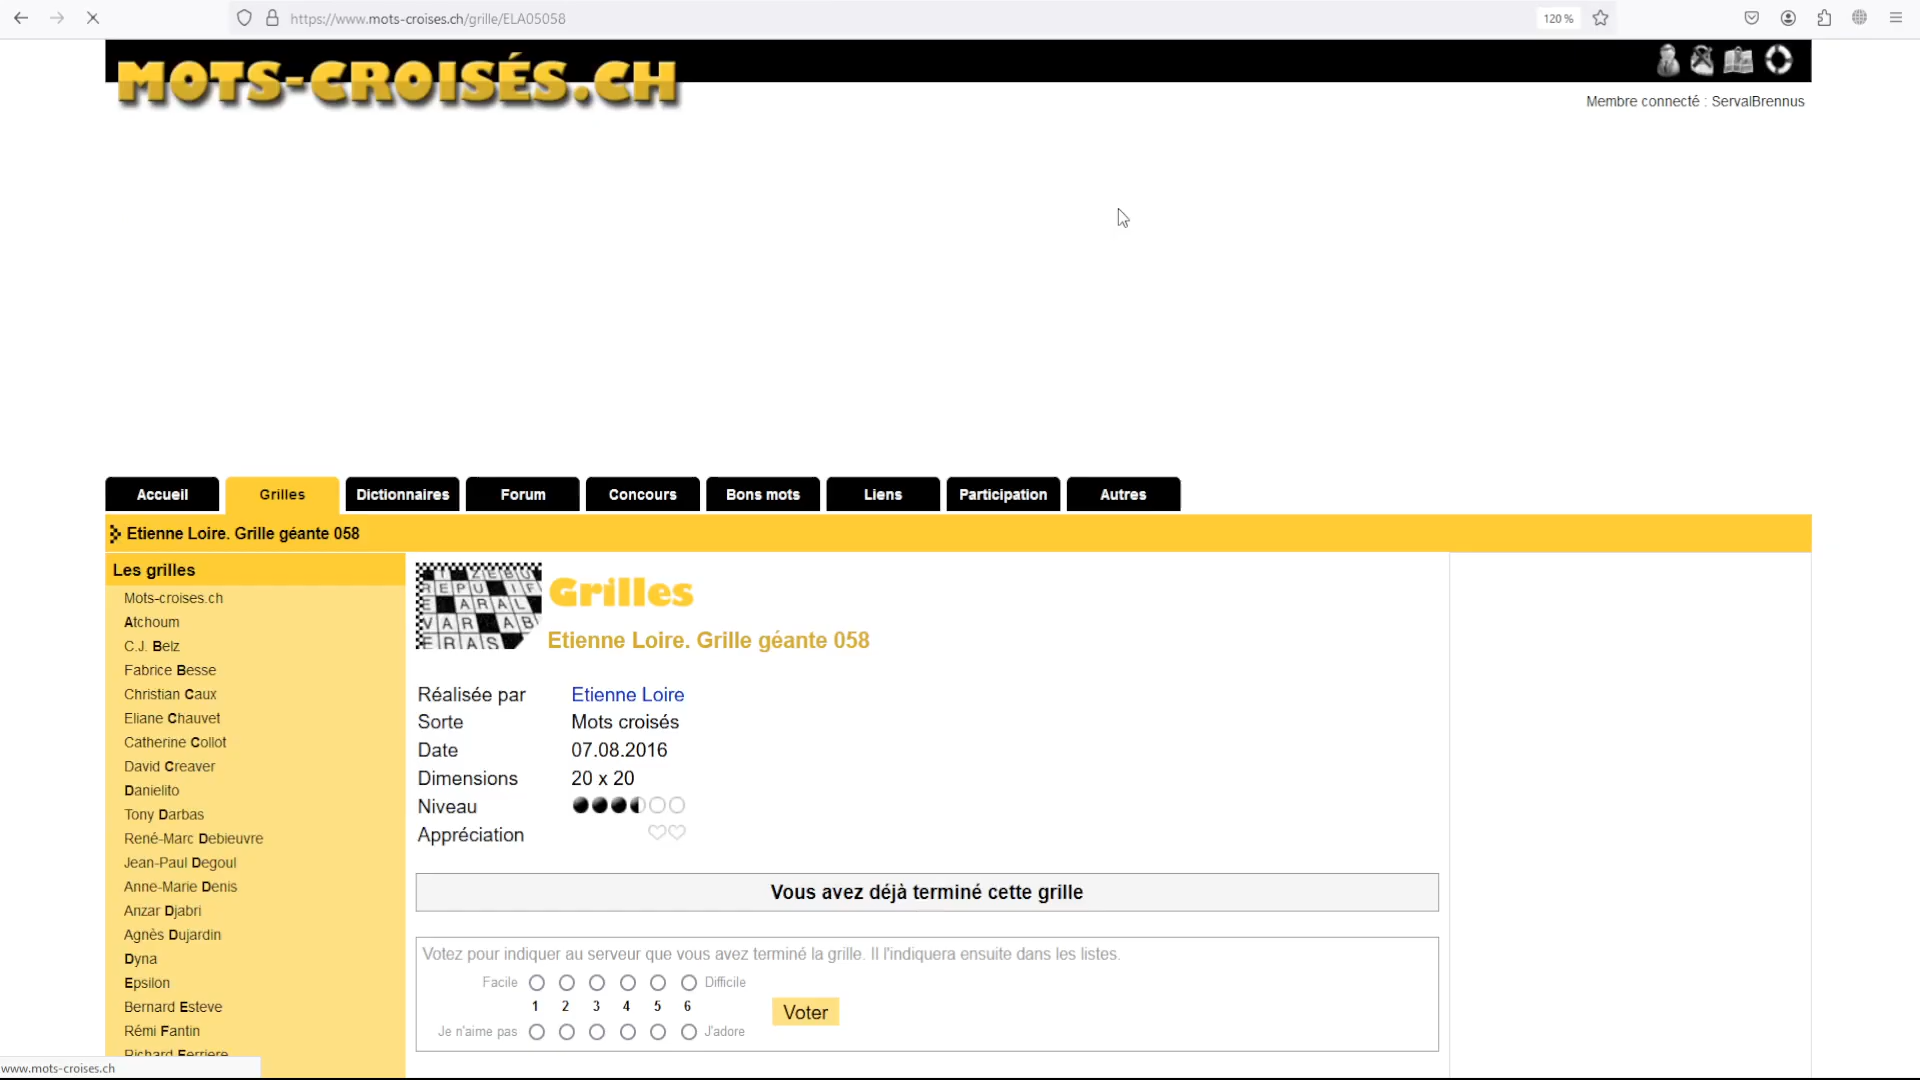 https://www.mots-croises.ch/grille/ELA05058
120 %
MOTS-CROISÉS.CH
Membre connecté : ServalBrennus
Accueil
Grilles
Dictionnaires
Forum
Concours
Bons mots
Liens
Participation
Autres
Etienne Loire. Grille géante 058
Les grilles
Mots-croises.ch
Atchoum
C.J. Belz
Fabrice Besse
Christian Caux
Eliane Chauvet
Catherine Collot
David Creaver
Danielito
Tony Darbas
René-Marc Debieuvre
Jean-Paul Degoul
Anne-Marie Denis
Anzar Djabri
Agnès Dujardin
Dyna
Epsilon
Bernard Esteve
Rémi Fantin
Richard Ferriere
Grilles
Etienne Loire. Grille géante 058
Réalisée par Etienne Loire
Sorte Mots croisés
Date 07.08.2016
Dimensions 20 x 20
Niveau
Appréciation
Vous avez déjà terminé cette grille
Votez pour indiquer au serveur que vous avez terminé la grille. Il l'indiquera ensuite dans les listes.
Facile Difficile
1 2 3 4 5 6
Je n'aime pas J'adore
Voter
www.mots-croises.ch